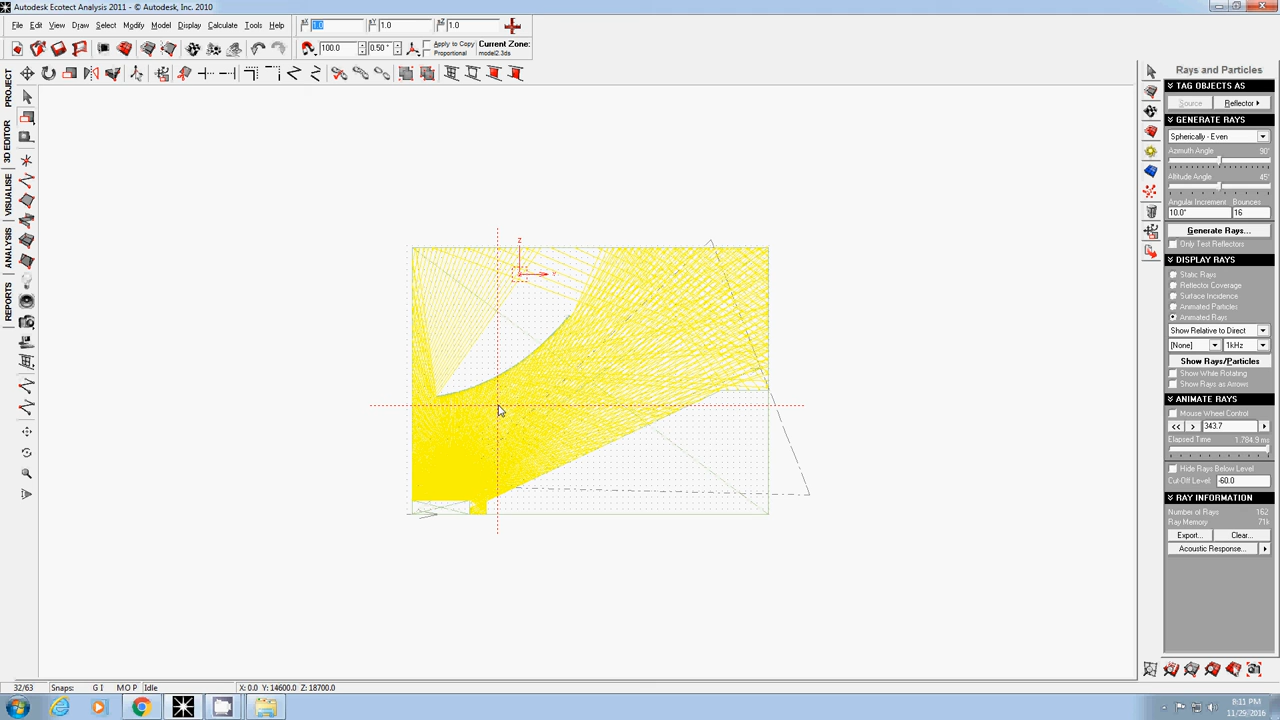 Autodesk Ecotect Analysis 2011 - © Autodesk, Inc. 2010
File Edit View Draw Select Modify Model Display Calculate Tools Help
X 1.0 Y 1.0 Z 1.0
100.0 0.50 ° Apply to Copy Proportional Current Zone: model2.3ds
PROJECT
3D EDITOR
VISUALISE
ANALYSIS
REPORTS
Z
Y
Rays and Particles
TAG OBJECTS AS
Source Reflector
GENERATE RAYS
Spherically - Even
Azimuth Angle 90°
Altitude Angle 45°
Angular Increment Bounces
10.0° 16
Generate Rays...
Only Test Reflectors
DISPLAY RAYS
Static Rays
Reflector Coverage
Surface Incidence
Animated Particles
Animated Rays
Show Relative to Direct
[None] 1kHz
Show Rays/Particles
Show While Rotating
Show Rays as Arrows
ANIMATE RAYS
Mouse Wheel Control
<< > 343.7
Elapsed Time 1,784.9 ms
Hide Rays Below Level
Cut-Off Level: -60.0
RAY INFORMATION
Number of Rays 162
Ray Memory 71k
Export... Clear...
Acoustic Response...
32/63 Snaps: G I M O P Idle X: 0.0 Y: 14600.0 Z: 18700.0
8:11 PM
11/29/2016